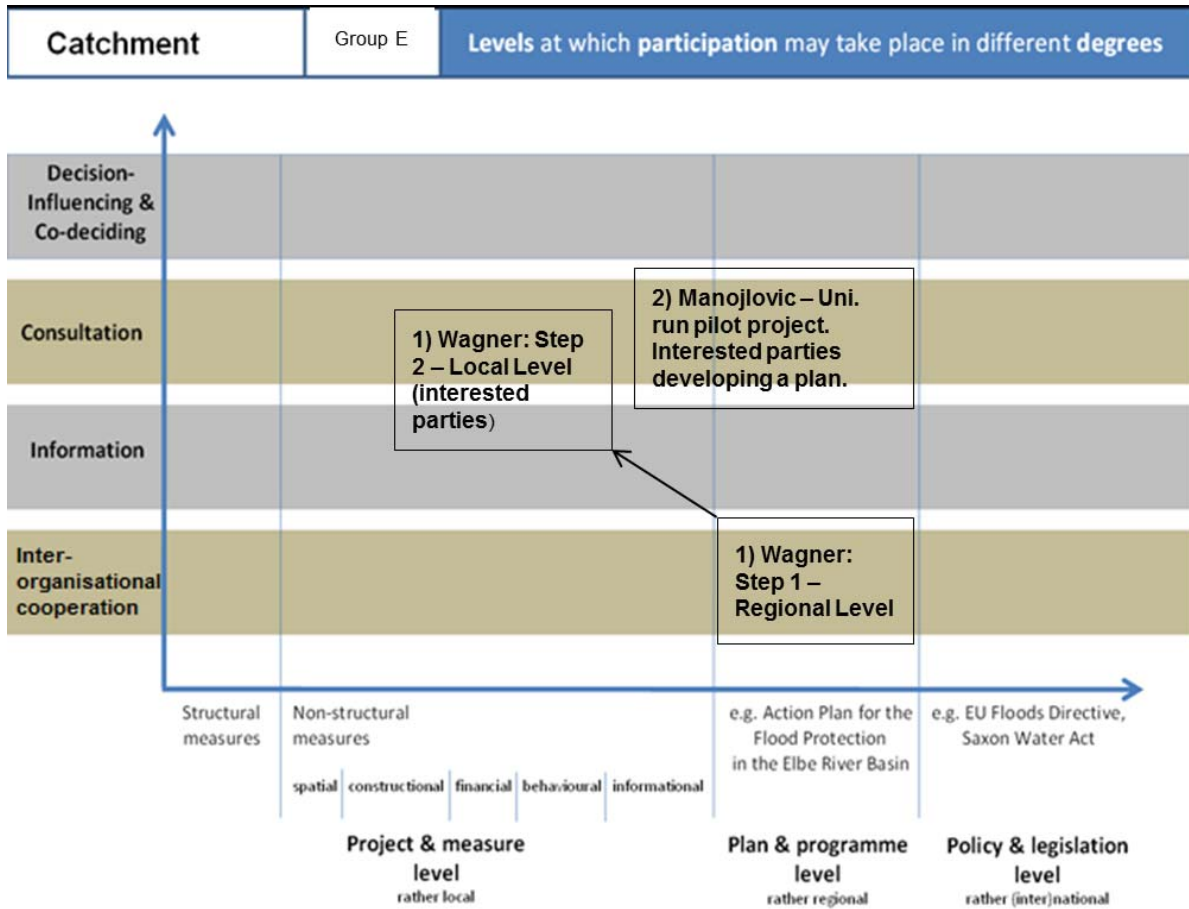 Catchment
Group E
Levels at which participation may take place in different degrees
Decision-
Influencing &
Co-deciding
Consultation
Information
Inter-
organisational
cooperation
1) Wagner: Step
2 – Local Level
(interested
parties)
2) Manojlovic – Uni.
run pilot project.
Interested parties
developing a plan.
1) Wagner:
Step 1 –
Regional Level
Structural
measures
Non-structural
measures
spatial
constructional
financial
behavioural
informational
e.g. Action Plan for the
Flood Protection
in the Elbe River Basin
e.g. EU Floods Directive,
Saxon Water Act
Project & measure
level
rather local
Plan & programme
level
rather regional
Policy & legislation
level
rather (inter)national